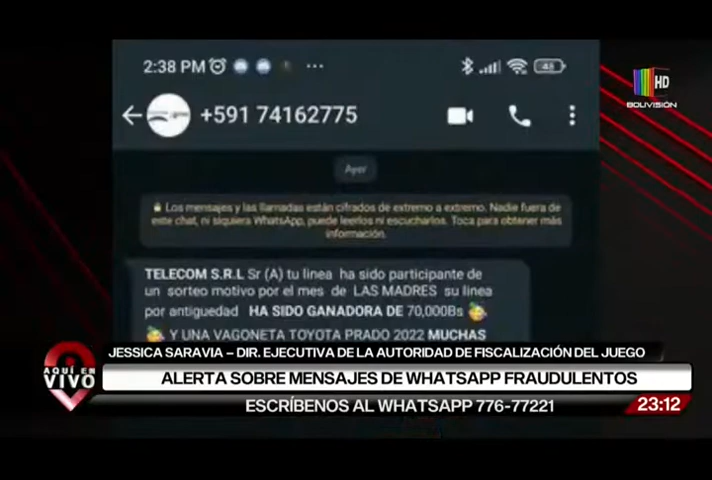 2:38 PM
48
HD
BOLIVISIÓN
+591 74162775
Ayer
Los mensajes y las llamadas están cifrados de extremo a extremo. Nadie fuera de
este chat, ni siquiera WhatsApp, puede leerlos ni escucharlos. Toca para obtener más
información.
TELECOM S.R.L Sr (A) tu linea ha sido participante de
un sorteo motivo por el mes de LAS MADRES su linea
por antiguedad HA SIDO GANADORA DE 70,000Bs
Y UNA VAGONETA TOYOTA PRADO 2022 MUCHAS
JESSICA SARAVIA – DIR. EJECUTIVA DE LA AUTORIDAD DE FISCALIZACIÓN DEL JUEGO
AQUÍ EN
VIVO
ALERTA SOBRE MENSAJES DE WHATSAPP FRAUDULENTOS
ESCRÍBENOS AL WHATSAPP 776-77221
23:12